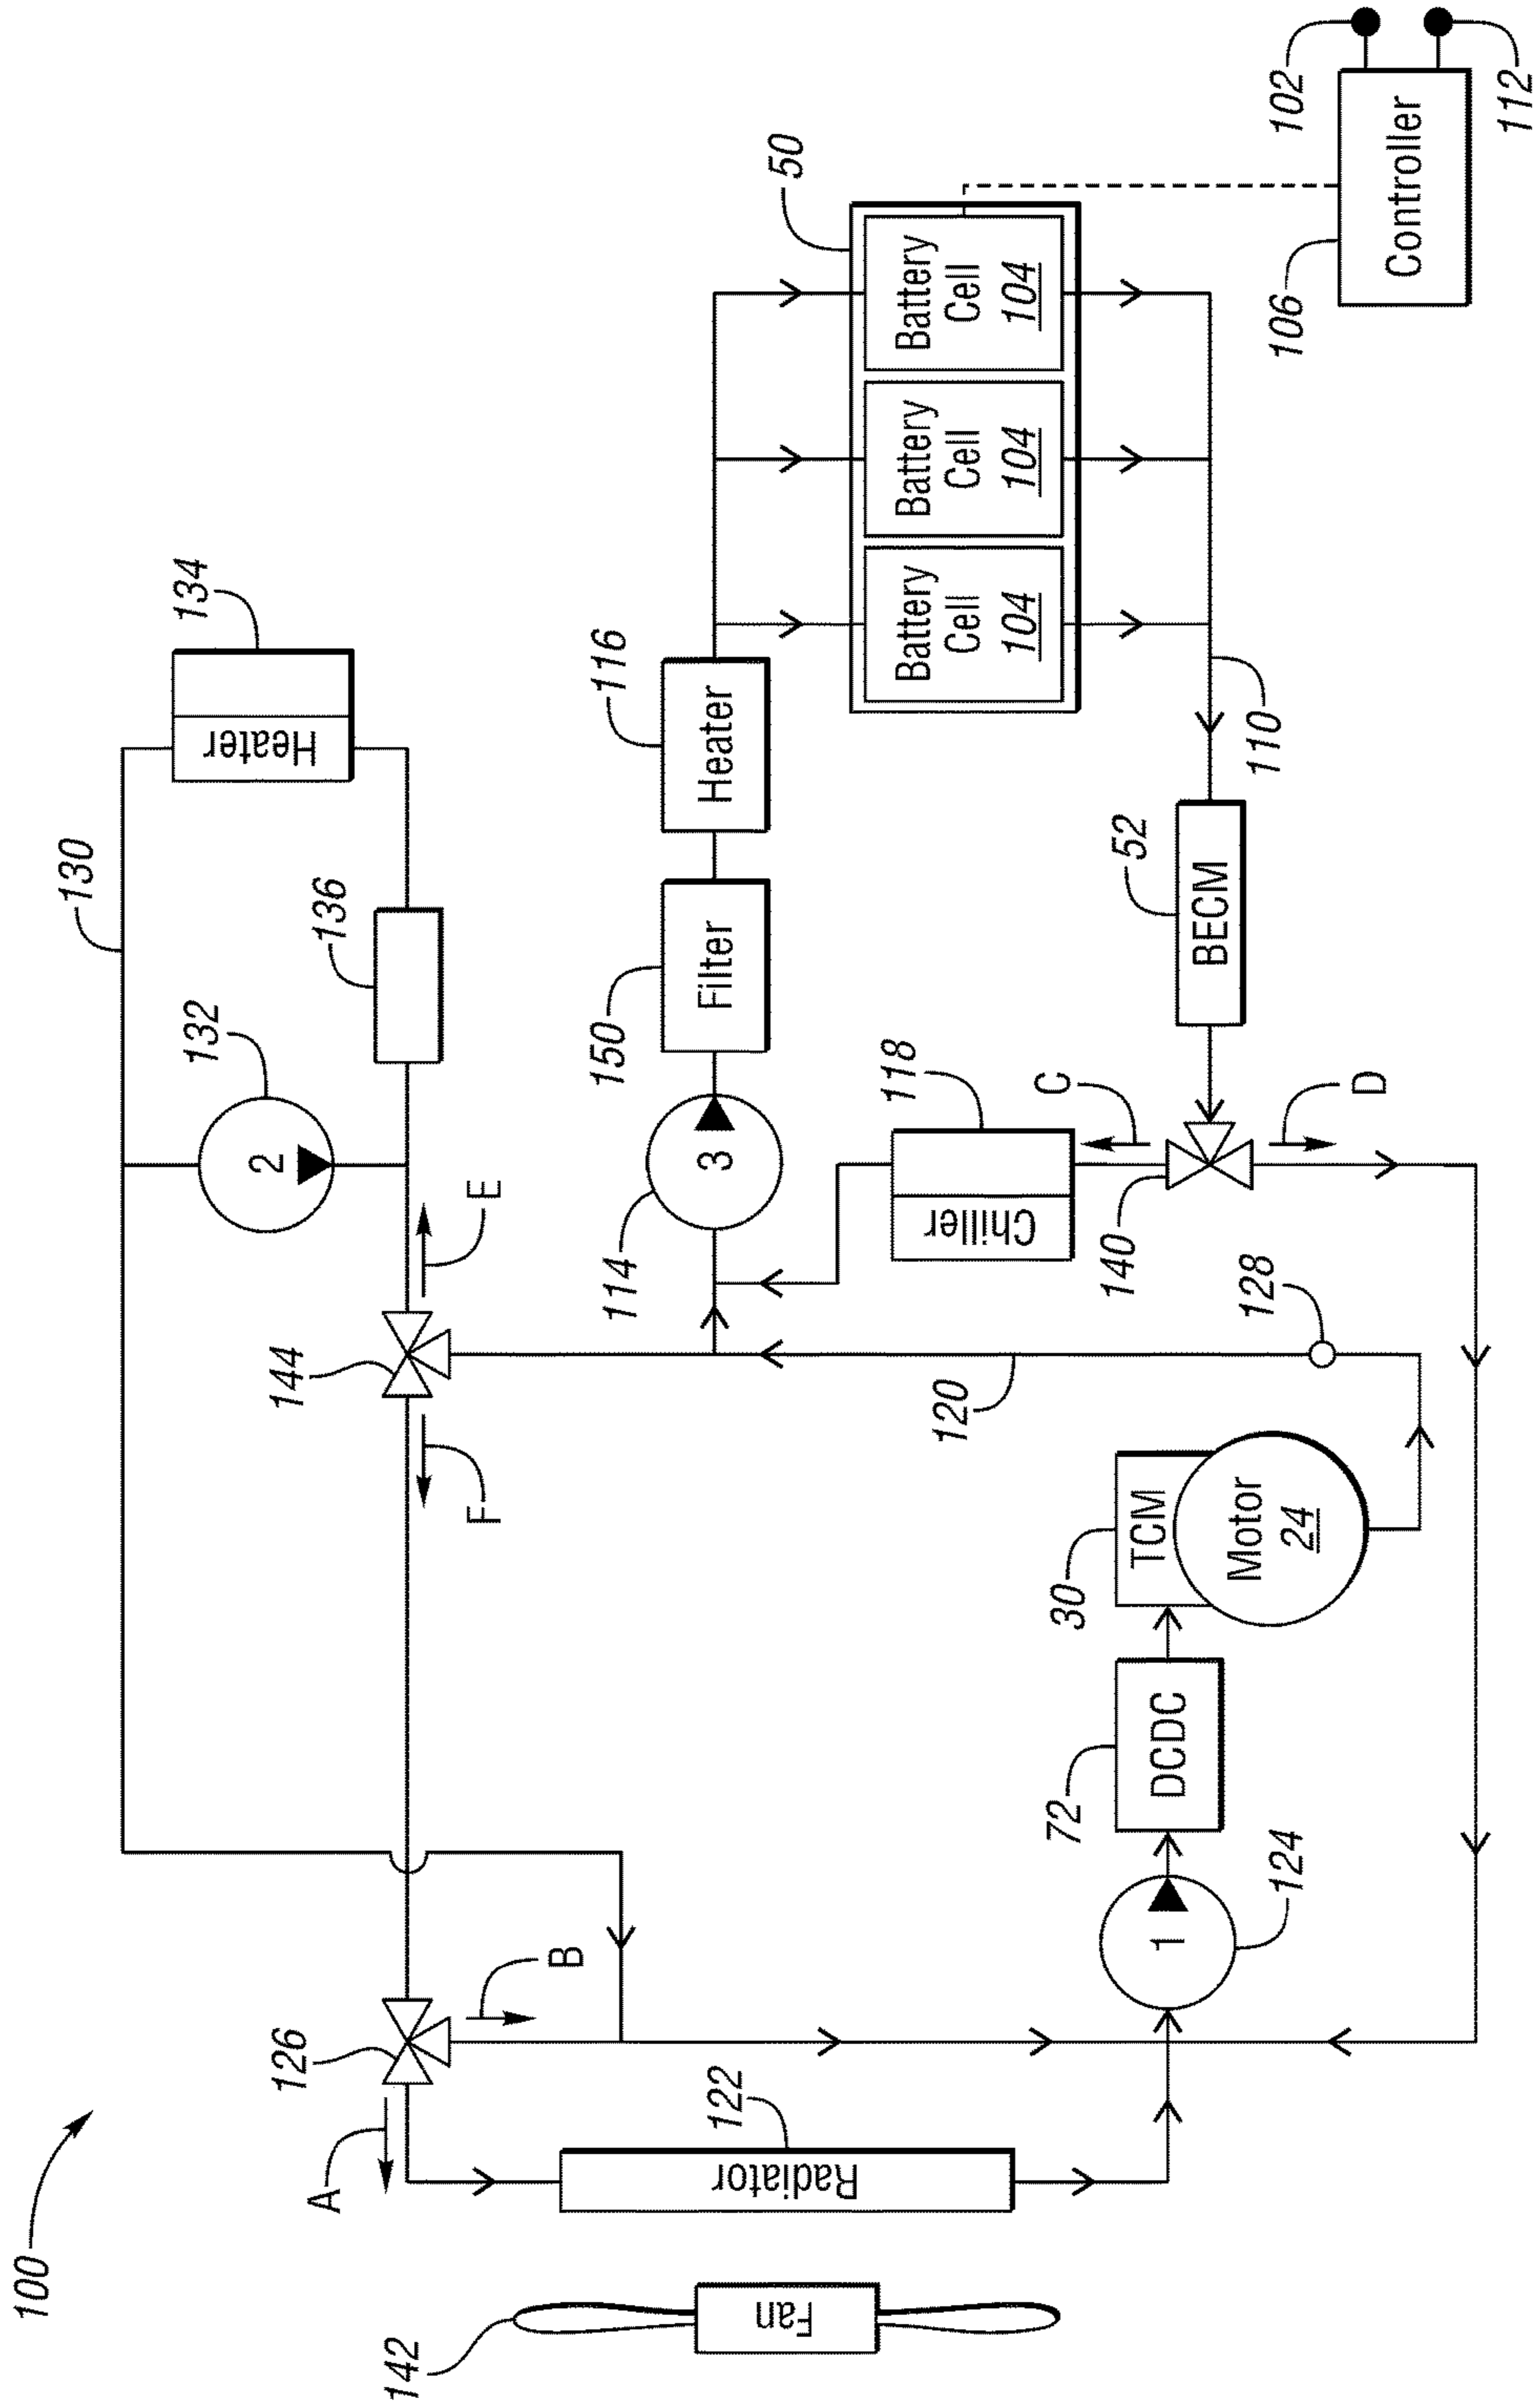 100
142
Fan
A
126
122
Radiator
B
F
144
E
130
132
2
136
134
Heater
114
3
150
Filter
116
Heater
50
Battery
Cell
104
Battery
Cell
104
Battery
Cell
104
118
Chiller
C
D
140
52
BECM
110
120
128
1
124
72
DCDC
30
TCM
Motor
24
106
Controller
102
112